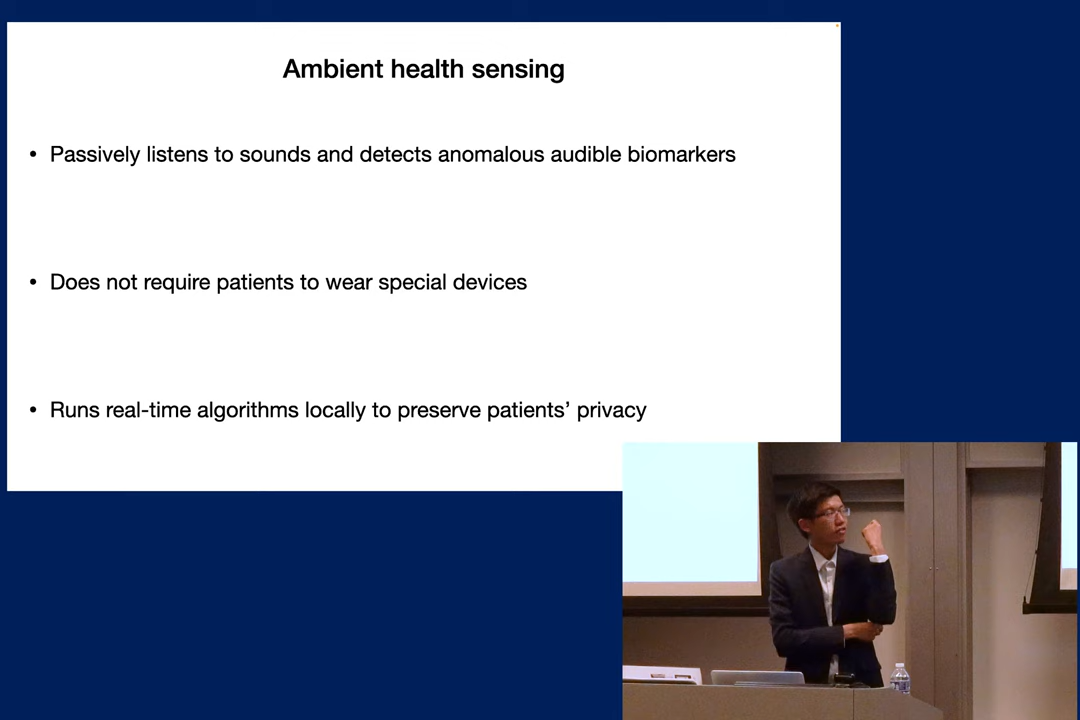 Ambient health sensing
• Passively listens to sounds and detects anomalous audible biomarkers
• Does not require patients to wear special devices
• Runs real-time algorithms locally to preserve patients’ privacy